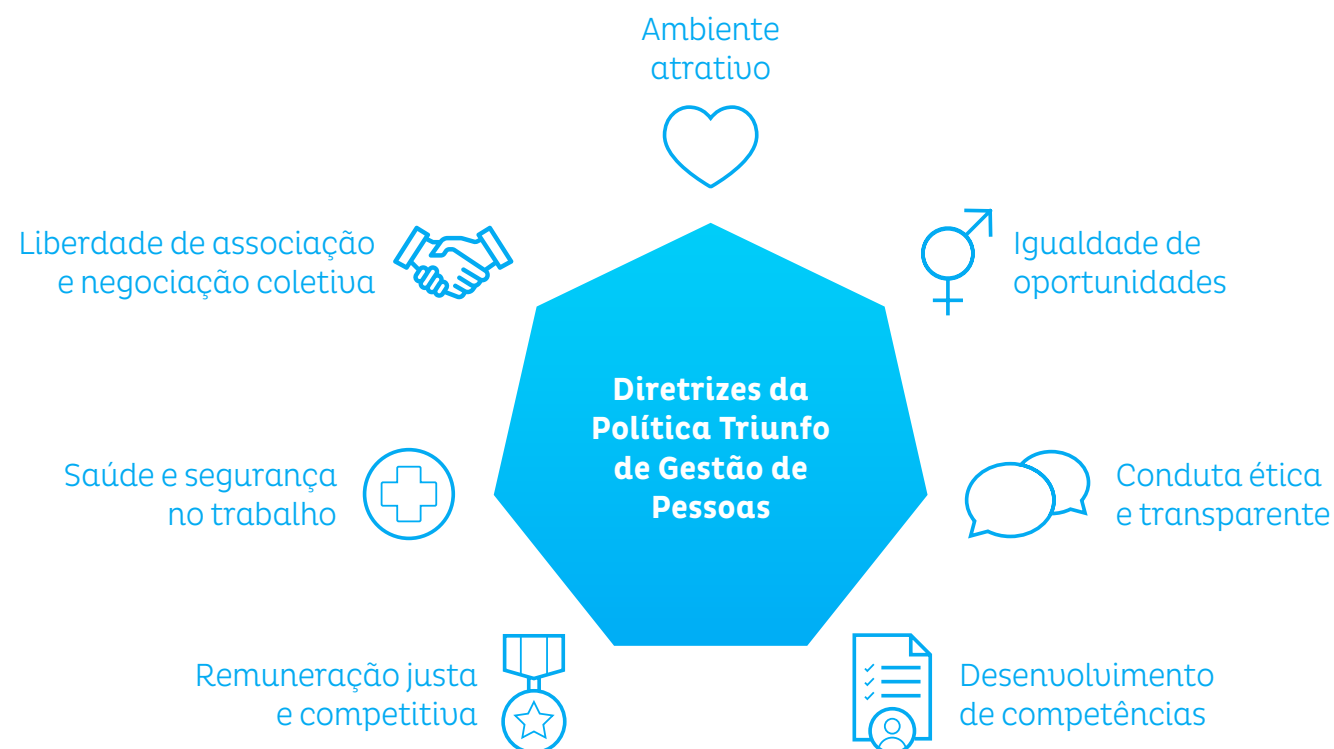 Ambiente
atrativo
Liberdade de associação
e negociação coletiva
Igualdade de
oportunidades
Diretrizes da
Política Triunfo
de Gestão de
Pessoas
Saúde e segurança
no trabalho
Conduta ética
e transparente
Remuneração justa
e competitiva
Desenvolvimento
de competências